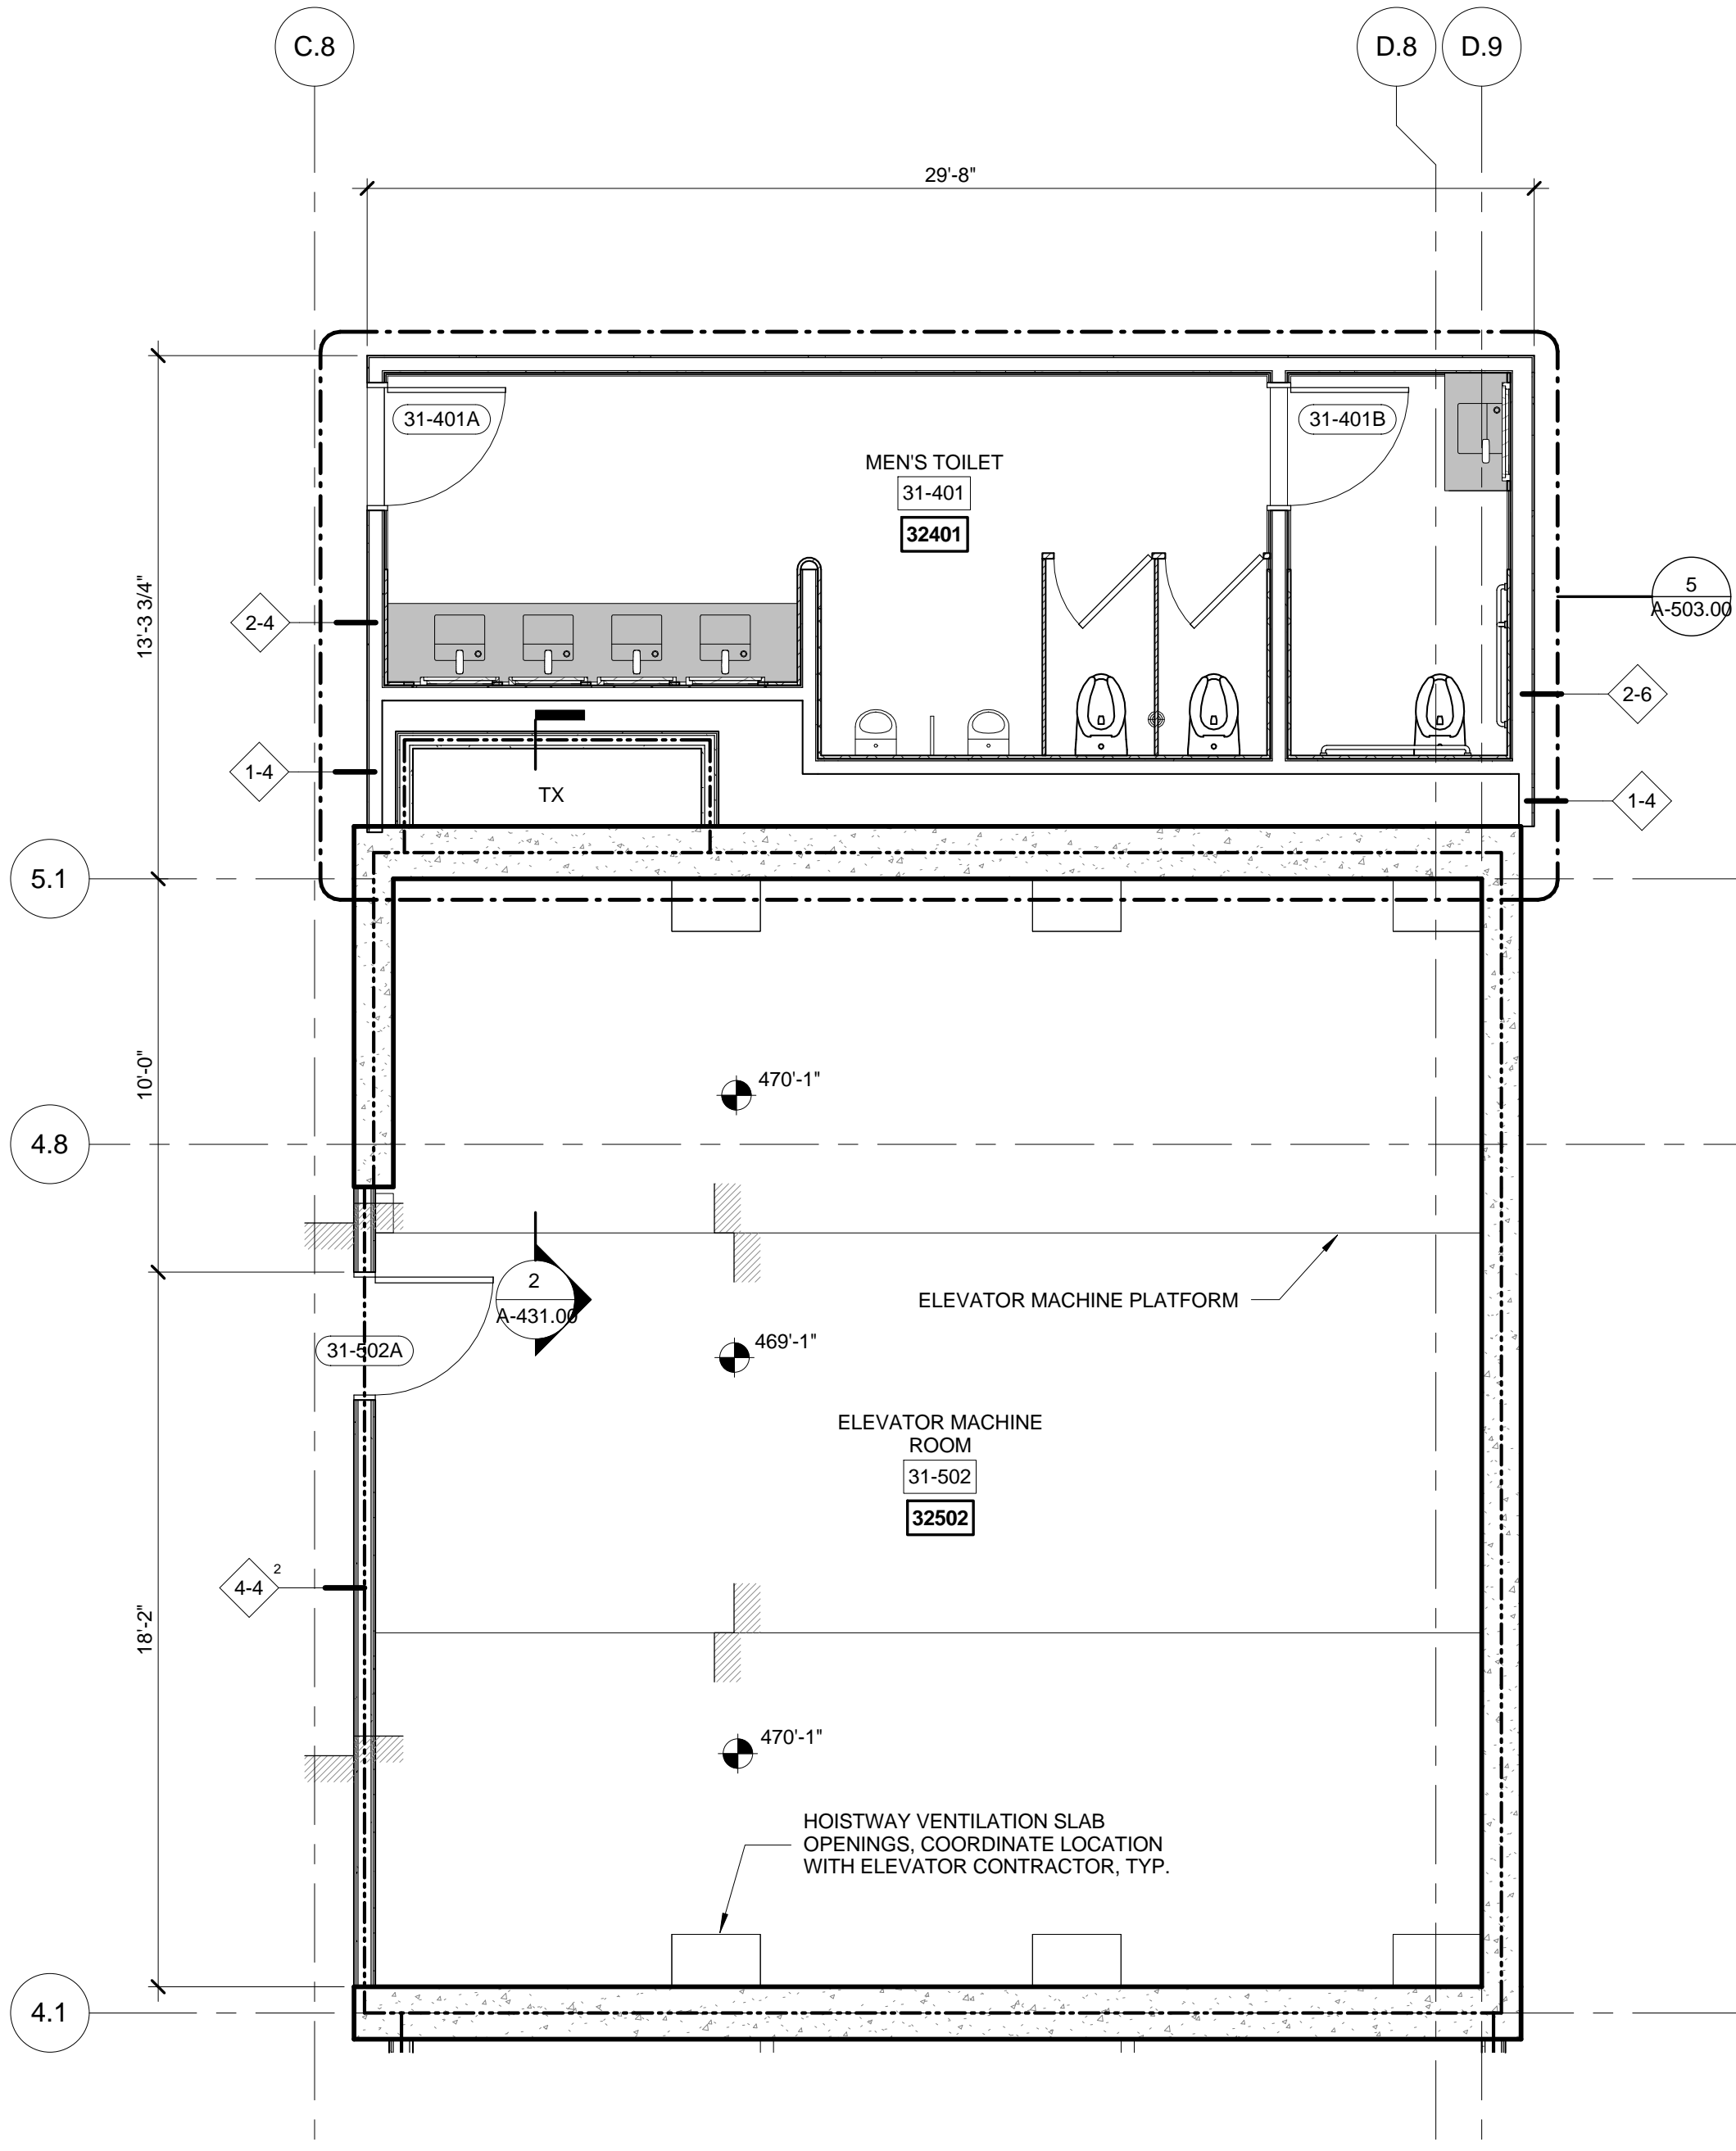 C.8
D.8
D.9
29'-8"
31-401A
31-401B
MEN'S TOILET
31-401
32401
13'-3 3/4"
2-4
5
A-503.00
2-6
1-4
TX
1-4
5.1
10'-0"
470'-1"
4.8
2
A-431.00
ELEVATOR MACHINE PLATFORM
31-502A
469'-1"
ELEVATOR MACHINE
ROOM
31-502
32502
4-4 2
18'-2"
470'-1"
HOISTWAY VENTILATION SLAB
OPENINGS, COORDINATE LOCATION
WITH ELEVATOR CONTRACTOR, TYP.
4.1